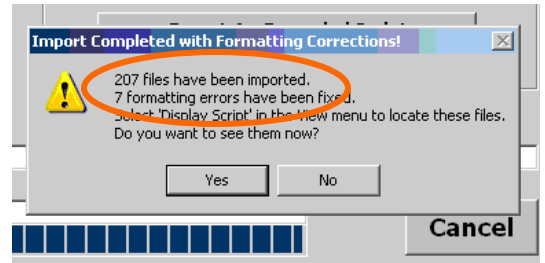 Import Completed with Formatting Corrections!
207 files have been imported.
7 formatting errors have been fixed.
Select 'Display Script' in the View menu to locate these files.
Do you want to see them now?
Yes No
Cancel